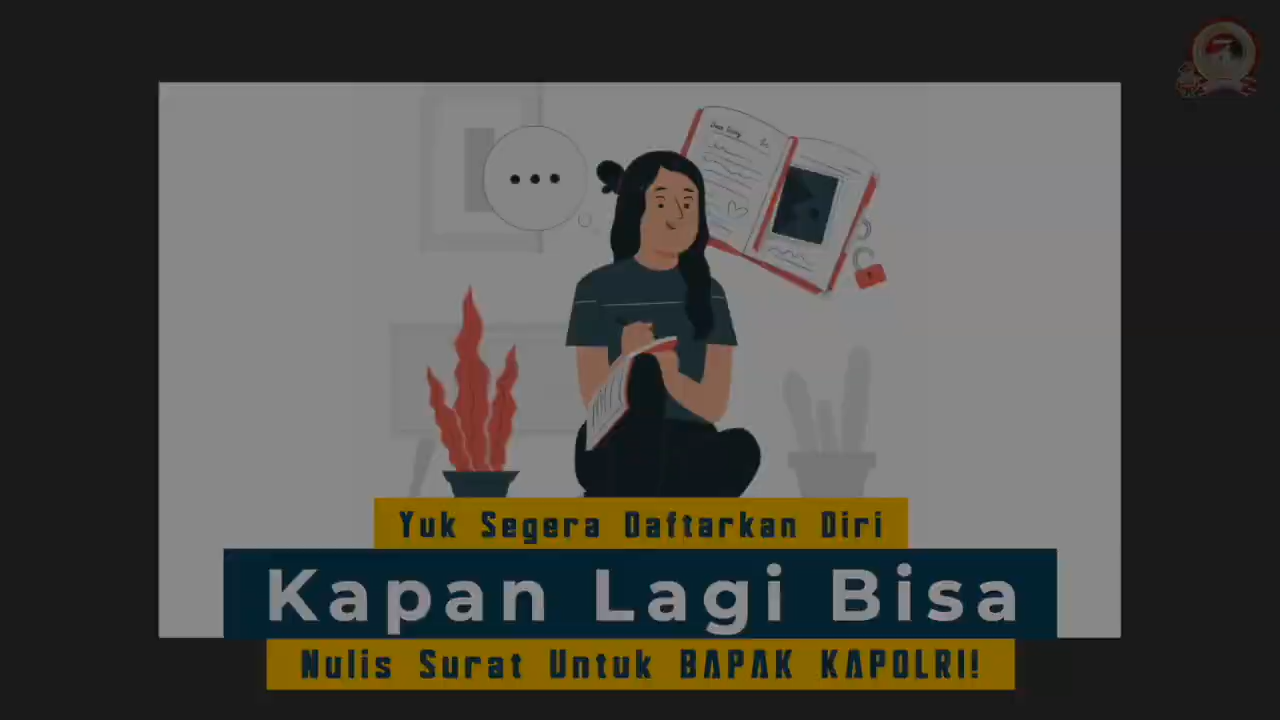 Yuk Segera Daftarkan Diri
Kapan Lagi Bisa
Nulis Surat Untuk BAPAK KAPOLRI!